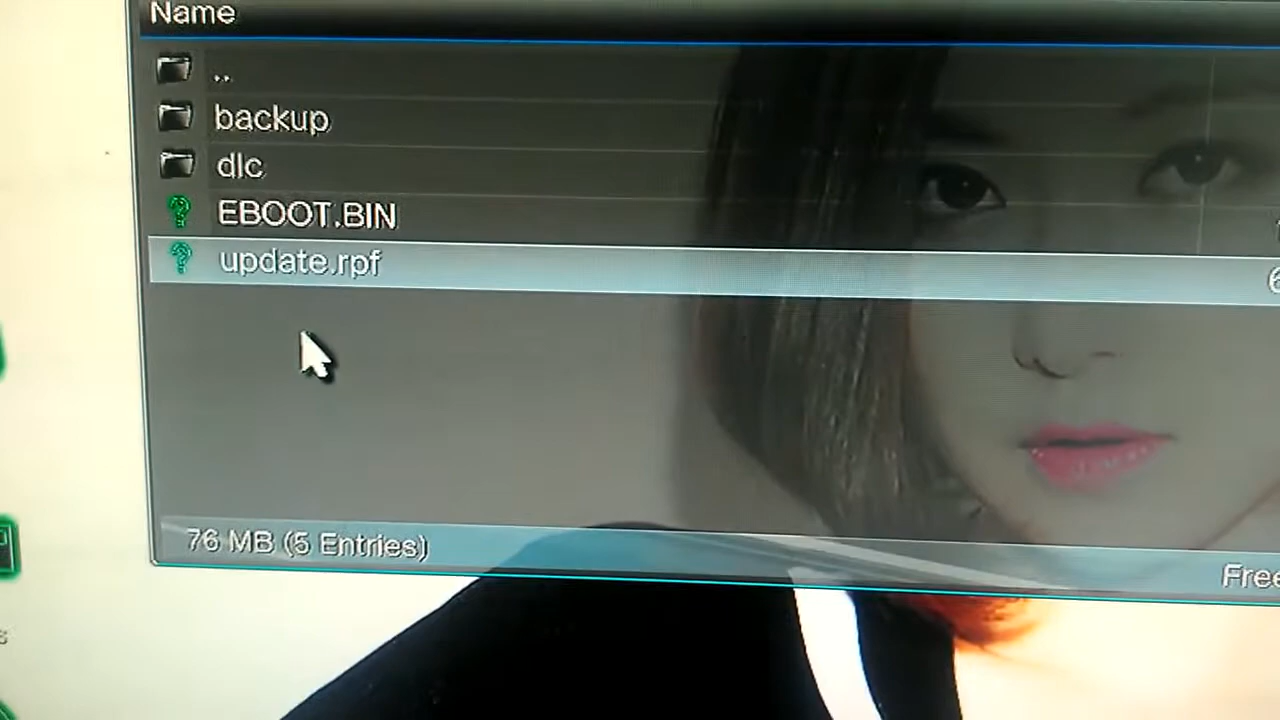 Name
..
backup
dlc
EBOOT.BIN
update.rpf
76 MB (5 Entries)
Free